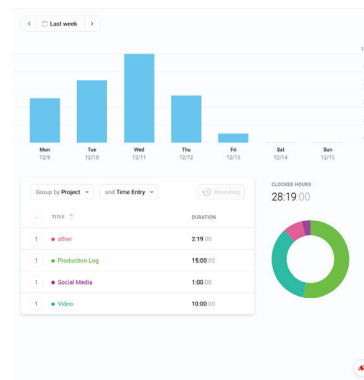 Last week
Mon Tue Wed Thu Fri Sat Sun
12/9 12/10 12/11 12/12 12/13 12/14 12/15
Group by Project and Time Entry Rounding
CLOCKED HOURS
28:19:00
TITLE DURATION
1 other 2:19:00
1 Production Log 15:00:00
1 Social Media 1:00:00
1 Video 10:00:00